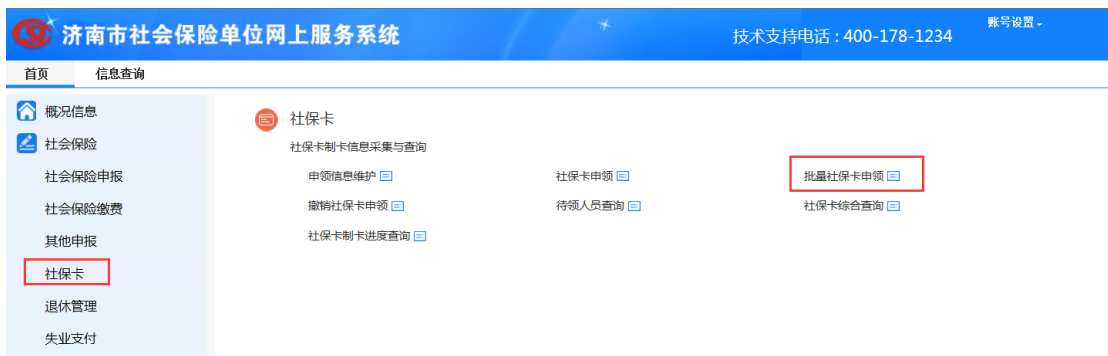 济南市社会保险单位网上服务系统
技术支持电话：400-178-1234
账号设置
首页 信息查询
概况信息
社会保险
社会保险申报
社会保险缴费
其他申报
社保卡
退休管理
失业支付
社保卡
社保卡制卡信息采集与查询
申领信息维护 社保卡申领 批量社保卡申领
撤销社保卡申领 待领人员查询 社保卡综合查询
社保卡制卡进度查询